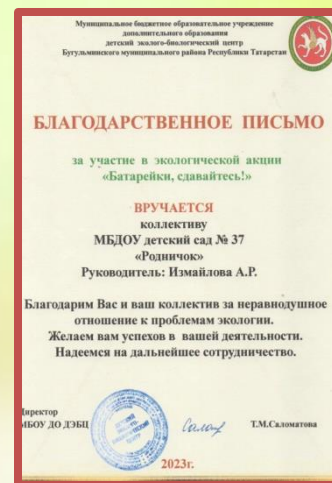 Муниципальное бюджетное образовательное учреждение
дополнительного образования
детский эколого-биологический центр
Бугульминского муниципального района Республики Татарстан
БЛАГОДАРСТВЕННОЕ ПИСЬМО
за участие в экологической акции
«Батарейки, сдавайтесь!»
ВРУЧАЕТСЯ
коллективу
МБДОУ детский сад № 37
«Родничок»
Руководитель: Измайлова А.Р.
Благодарим Вас и ваш коллектив за неравнодушное
отношение к проблемам экологии.
Желаем вам успехов в вашей деятельности.
Надеемся на дальнейшее сотрудничество.
Директор
МБОУ ДО ДЭБЦ
Т.М.Саломатова
2023г.